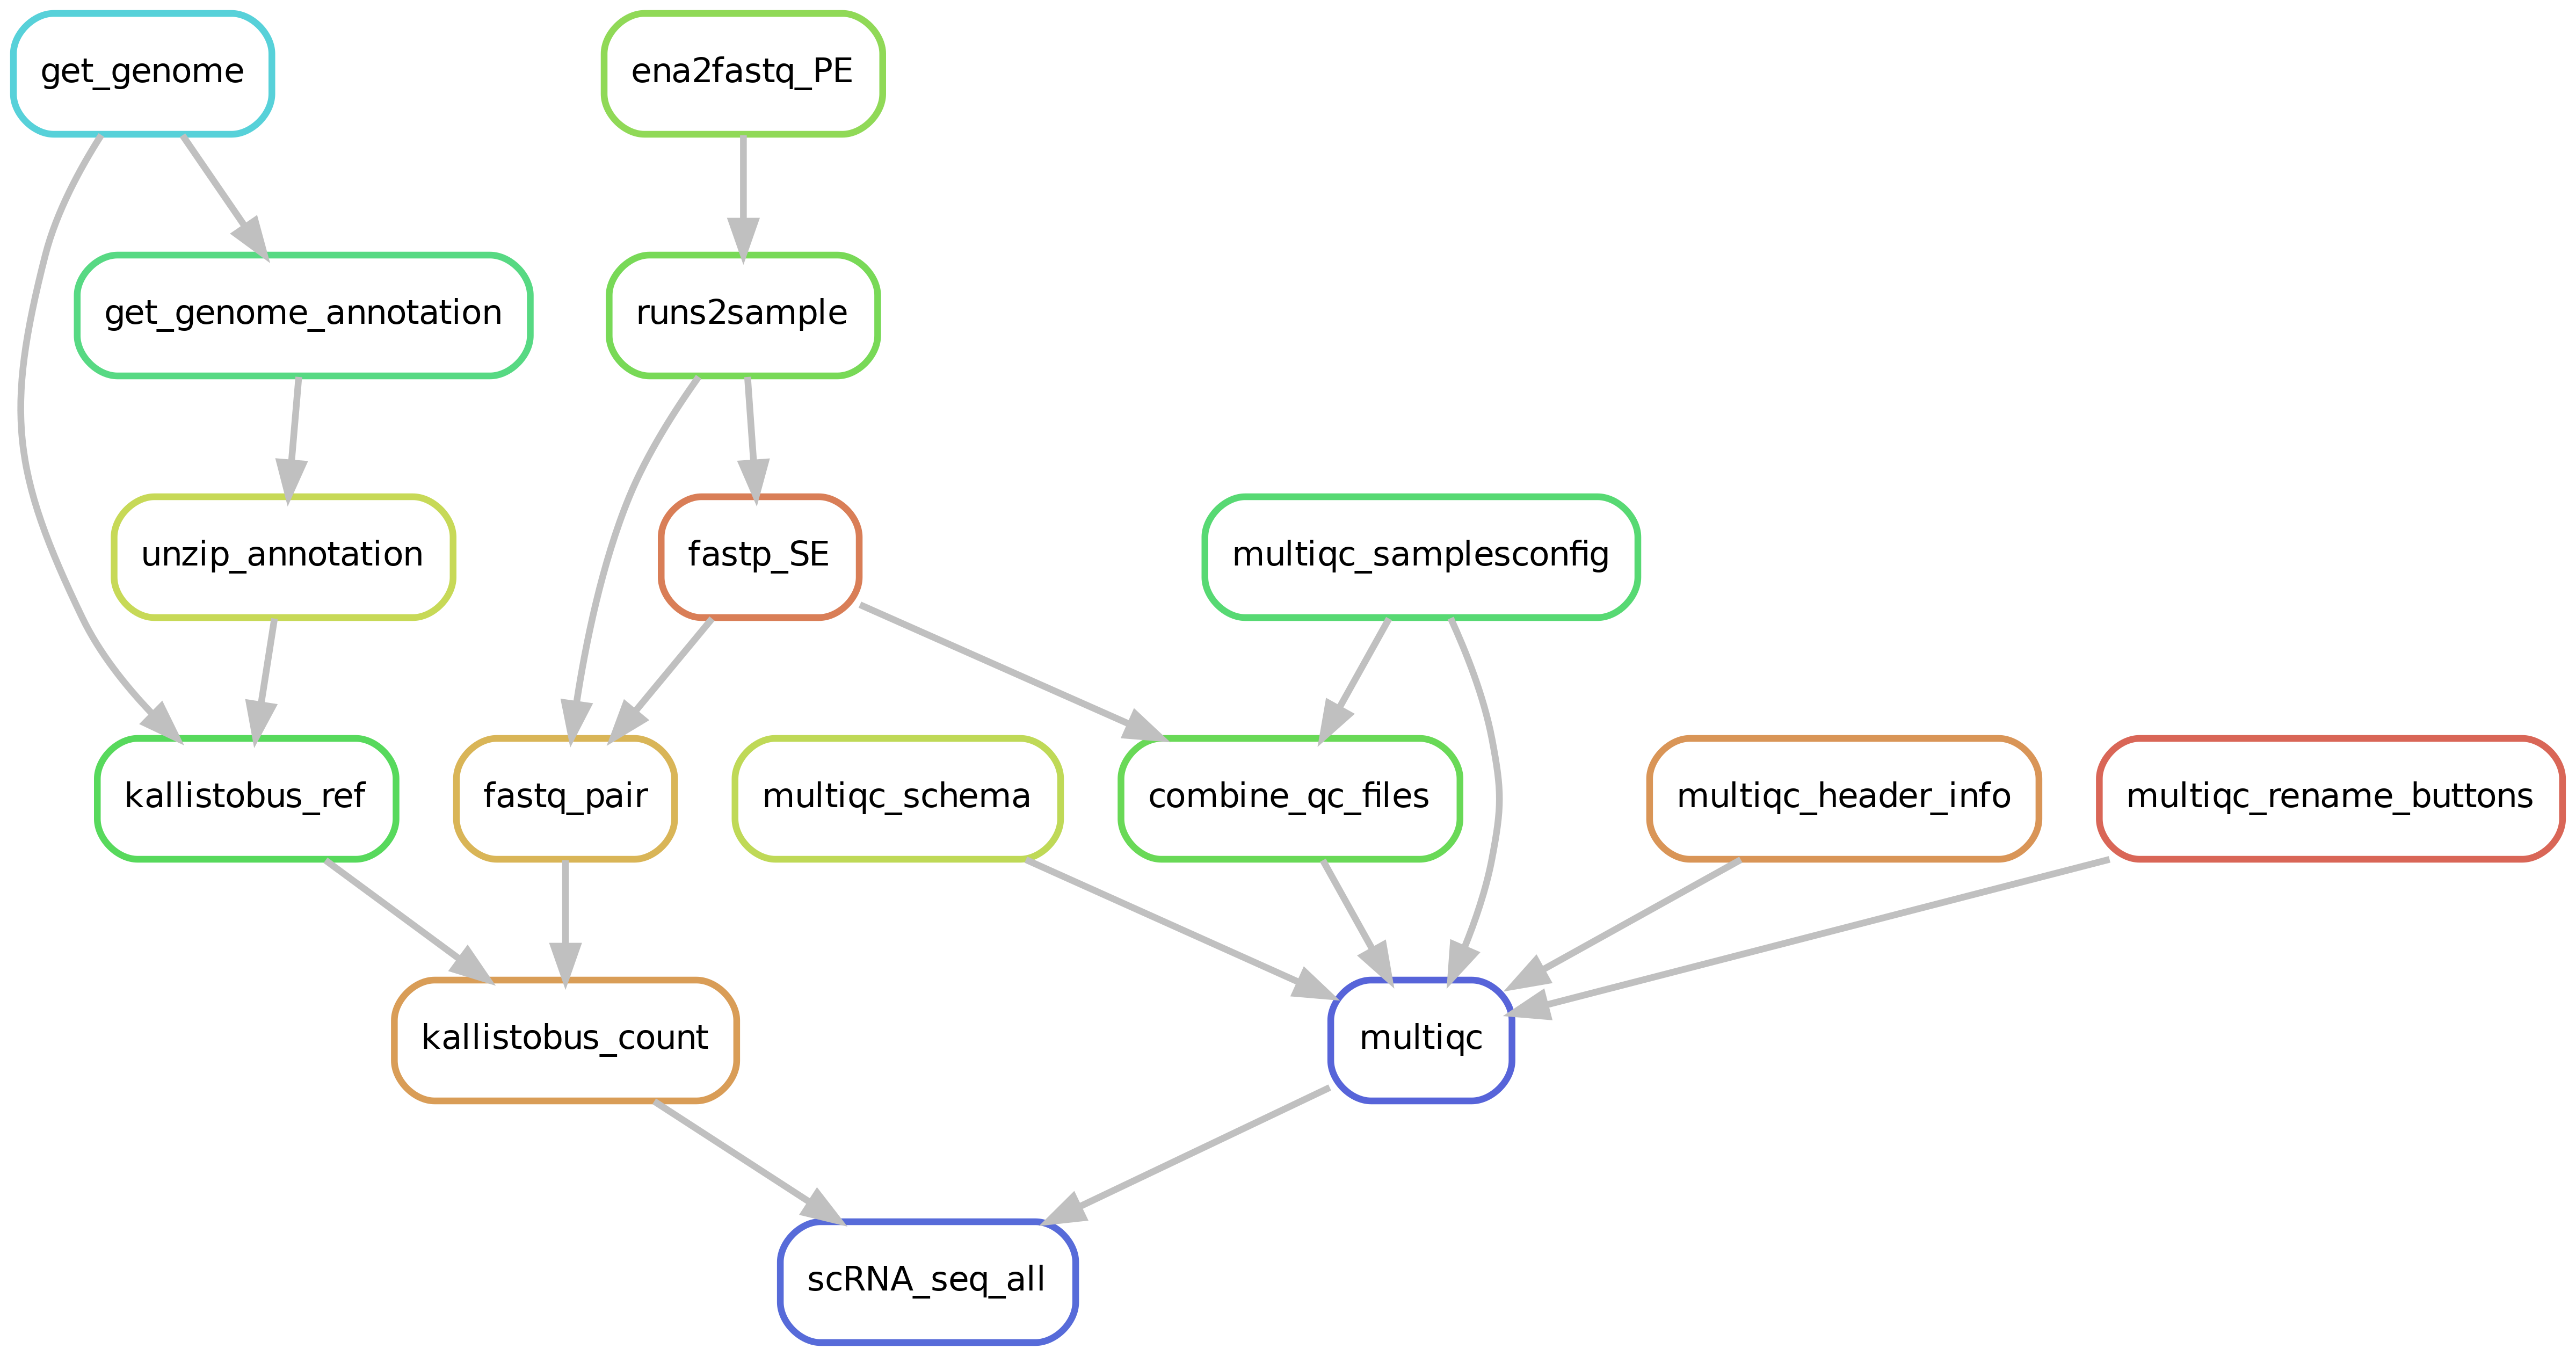 get_genome
ena2fastq_PE
get_genome_annotation
runs2sample
unzip_annotation
fastp_SE
multiqc_samplesconfig
kallistobus_ref
fastq_pair
multiqc_schema
combine_qc_files
multiqc_header_info
multiqc_rename_buttons
kallistobus_count
multiqc
scRNA_seq_all